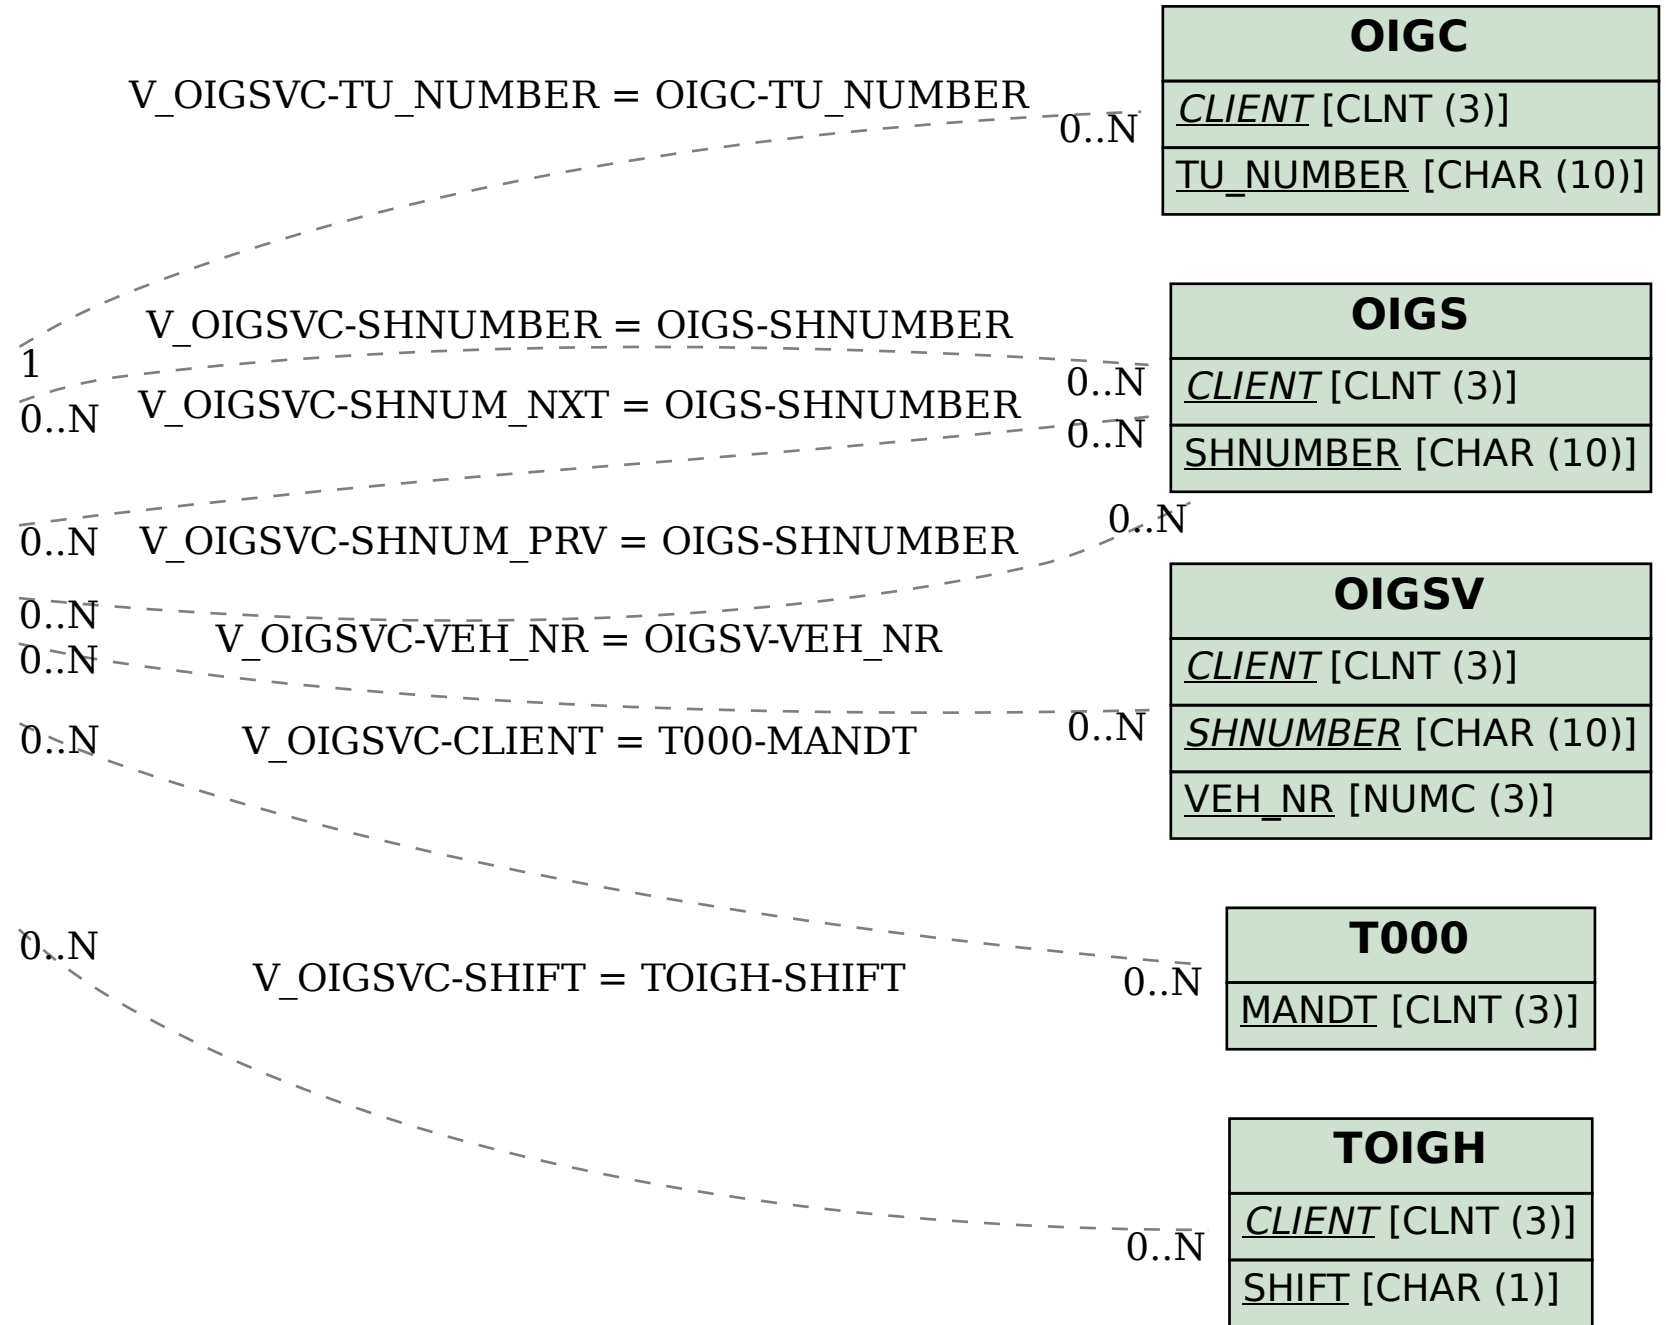 OIGC
V_OIGSVC-TU_NUMBER = OIGC-TU_NUMBER
0..N
CLIENT [CLNT (3)]
TU_NUMBER [CHAR (10)]
V_OIGSVC-SHNUMBER = OIGS-SHNUMBER
OIGS
1
0..N
CLIENT [CLNT (3)]
0..N
V_OIGSVC-SHNUM_NXT = OIGS-SHNUMBER
0..N
SHNUMBER [CHAR (10)]
0..N
V_OIGSVC-SHNUM_PRV = OIGS-SHNUMBER
0..N
OIGSV
0..N
V_OIGSVC-VEH_NR = OIGSV-VEH_NR
0..N
CLIENT [CLNT (3)]
0..N
V_OIGSVC-CLIENT = T000-MANDT
0..N
SHNUMBER [CHAR (10)]
VEH_NR [NUMC (3)]
0..N
V_OIGSVC-SHIFT = TOIGH-SHIFT
0..N
T000
MANDT [CLNT (3)]
TOIGH
0..N
CLIENT [CLNT (3)]
SHIFT [CHAR (1)]